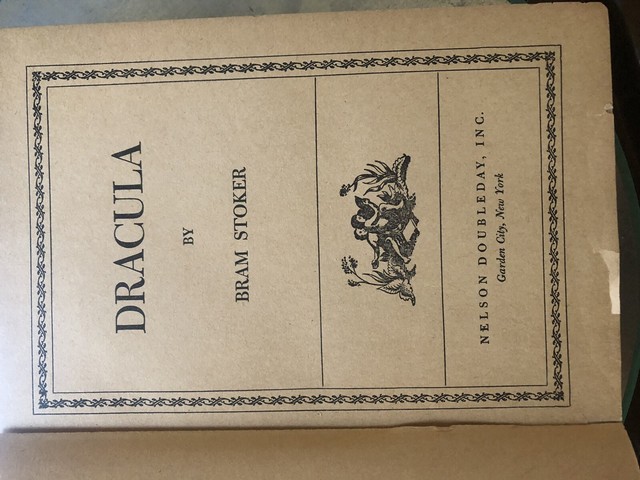 DRACULA
BY
BRAM STOKER
NELSON DOUBLEDAY, INC.
Garden City, New York